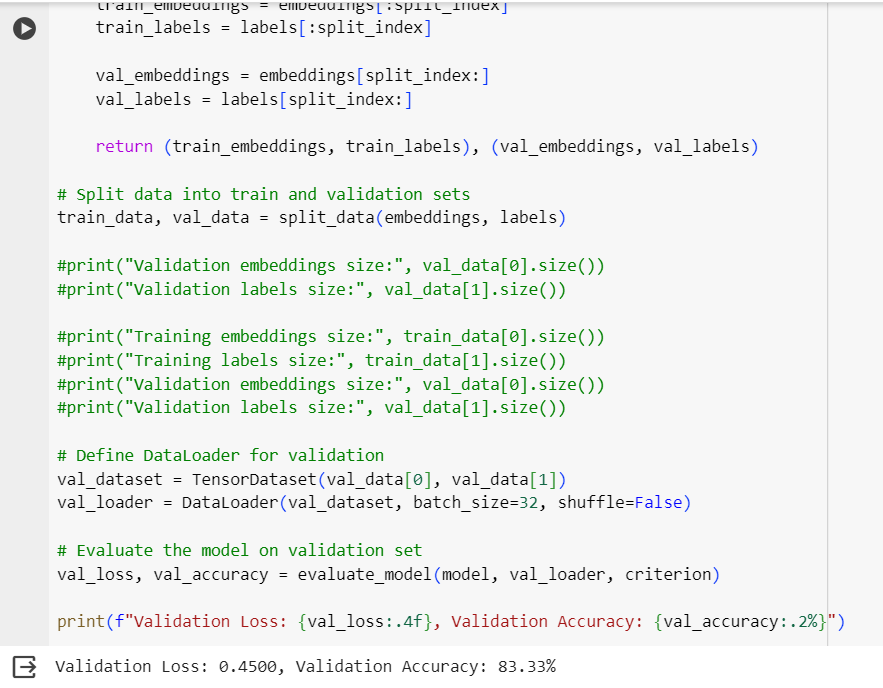 train_embeddings = embeddings[:split_index]
train_labels = labels[:split_index]
val_embeddings = embeddings[split_index:]
val_labels = labels[split_index:]
return (train_embeddings, train_labels), (val_embeddings, val_labels)
# Split data into train and validation sets
train_data, val_data = split_data(embeddings, labels)
#print("Validation embeddings size:", val_data[0].size())
#print("Validation labels size:", val_data[1].size())
#print("Training embeddings size:", train_data[0].size())
#print("Training labels size:", train_data[1].size())
#print("Validation embeddings size:", val_data[0].size())
#print("Validation labels size:", val_data[1].size())
# Define DataLoader for validation
val_dataset = TensorDataset(val_data[0], val_data[1])
val_loader = DataLoader(val_dataset, batch_size=32, shuffle=False)
# Evaluate the model on validation set
val_loss, val_accuracy = evaluate_model(model, val_loader, criterion)
print(f"Validation Loss: {val_loss:.4f}, Validation Accuracy: {val_accuracy:.2%}")
Validation Loss: 0.4500, Validation Accuracy: 83.33%